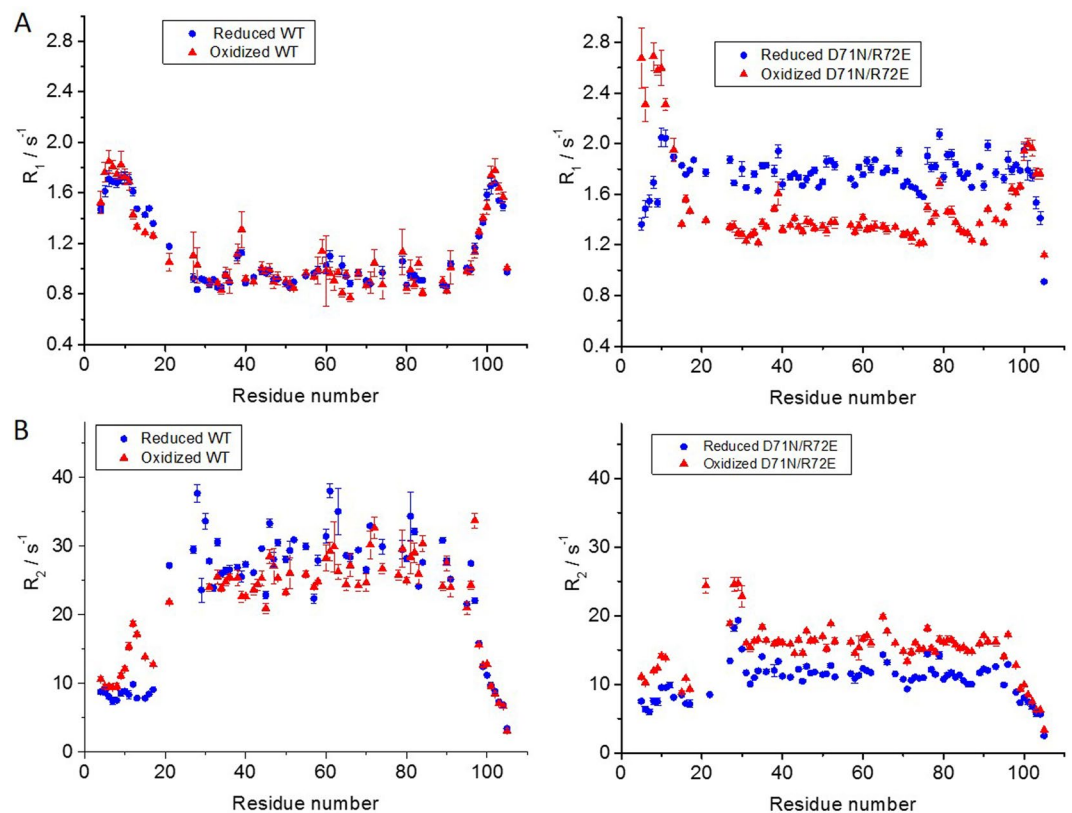 A
Reduced WT
Oxidized WT
Reduced D71N/R72E
Oxidized D71N/R72E
R1 / s-1
2.8
2.4
2.0
1.6
1.2
0.8
0.4
0 20 40 60 80 100
Residue number
R1 / s-1
2.8
2.4
2.0
1.6
1.2
0.8
0.4
0 20 40 60 80 100
Residue number
B
Reduced WT
Oxidized WT
Reduced D71N/R72E
Oxidized D71N/R72E
R2 / s-1
40
30
20
10
0
0 20 40 60 80 100
Residue number
R2 / s-1
40
30
20
10
0
0 20 40 60 80 100
Residue number